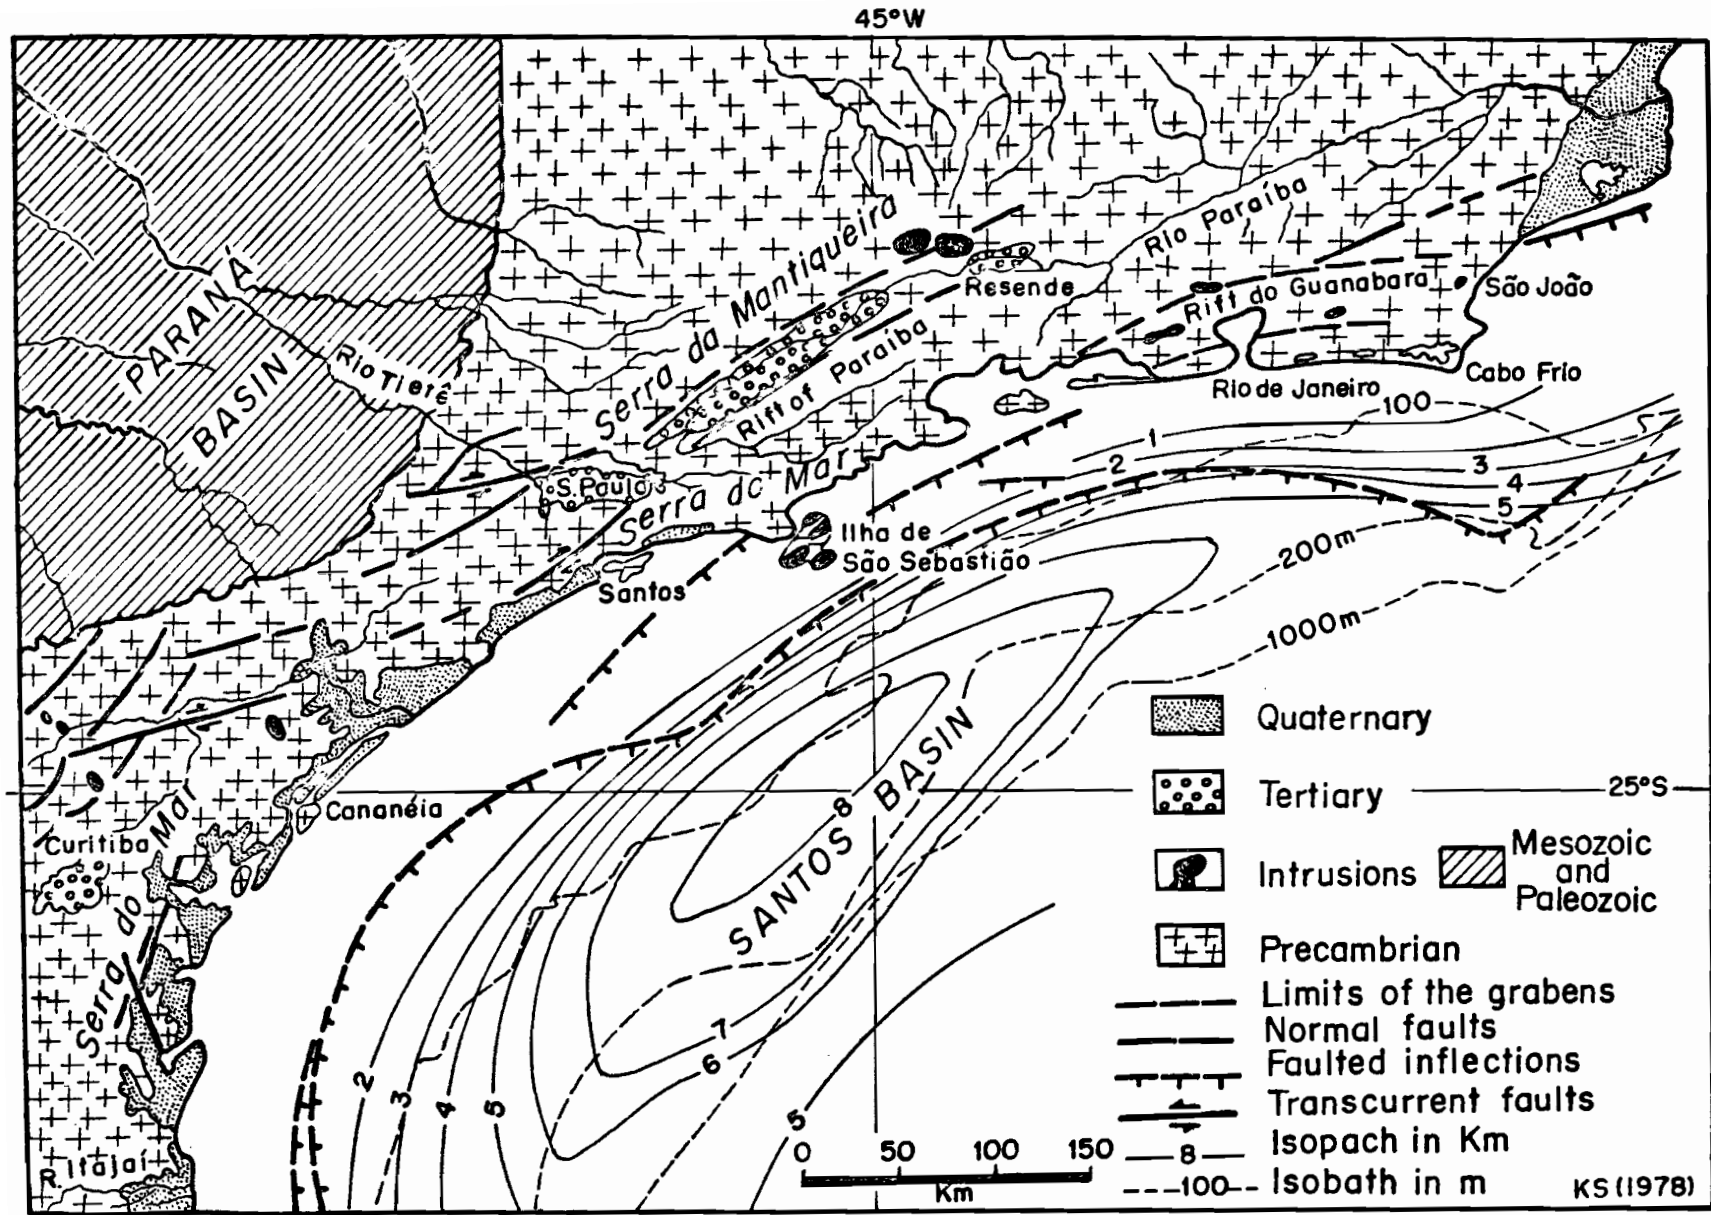 45°W
PARANÁ
BASIN
Rio Tietê
Serra da Mantiqueira
Rift of Paraíba
Resende
Rio Paraíba
Rift do Guanabara
São João
Cabo Frio
Rio de Janeiro
S. Paulo
Serra do Mar
Ilha de
São Sebastião
Santos
100
1
2
3
4
5
200m
1000m
Cananéia
Curitiba
Serra do Mar
R. Itajaí
SANTOS BASIN
8
7
6
5
2
3
4
5
25°S
Quaternary
Tertiary
Intrusions
Mesozoic
and
Paleozoic
Precambrian
Limits of the grabens
Normal faults
Faulted inflections
Transcurrent faults
8 Isopach in Km
100 Isobath in m
0 50 100 150
Km
KS (1978)